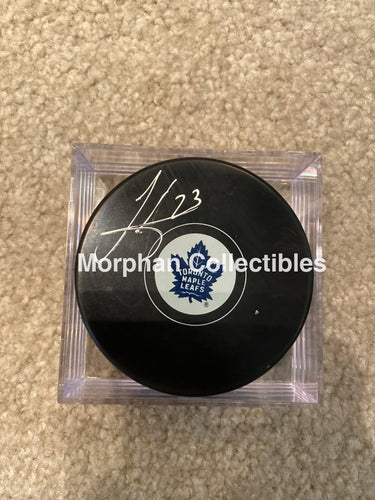 23
Morphan Collectibles
TORONTO
MAPLE
LEAFS
®